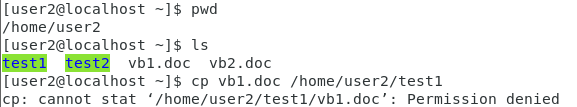 [user2@localhost ~]$ pwd
/home/user2
[user2@localhost ~]$ ls
test1  test2  vb1.doc  vb2.doc
[user2@localhost ~]$ cp vb1.doc /home/user2/test1
cp: cannot stat ‘/home/user2/test1/vb1.doc’: Permission denied